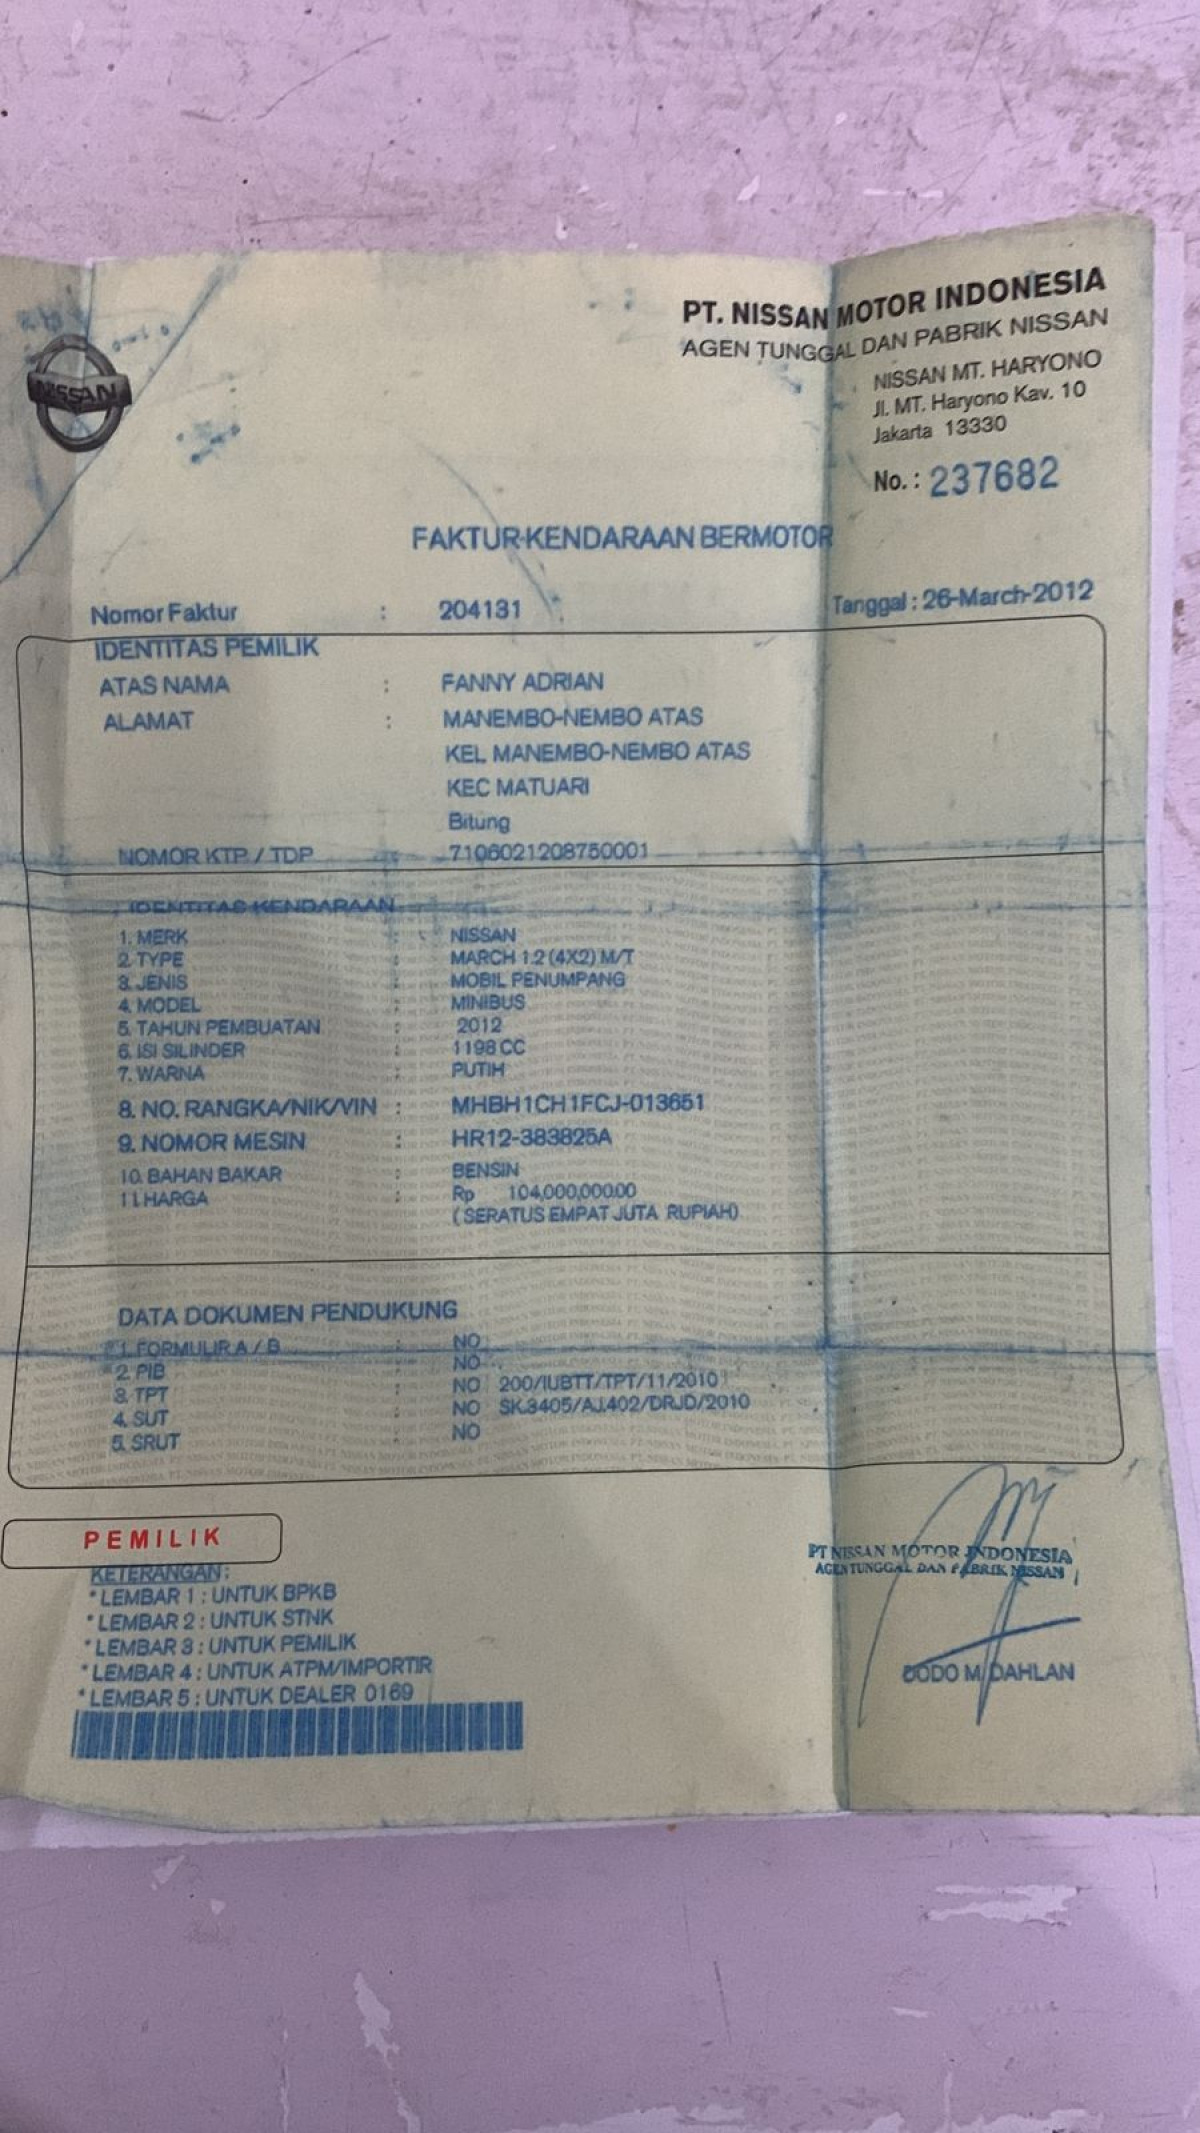 NISSAN
PT. NISSAN MOTOR INDONESIA
AGEN TUNGGAL DAN PABRIK NISSAN
NISSAN MT. HARYONO
Jl. MT. Haryono Kav. 10
Jakarta 13330
No. : 237682
FAKTUR KENDARAAN BERMOTOR
Nomor Faktur : 204131 Tanggal : 26-March-2012
IDENTITAS PEMILIK
ATAS NAMA : FANNY ADRIAN
ALAMAT : MANEMBO-NEMBO ATAS
KEL MANEMBO-NEMBO ATAS
KEC MATUARI
Bitung
NOMOR KTP / TDP : 7106021208750001
IDENTITAS KENDARAAN
1. MERK : NISSAN
2. TYPE : MARCH 1.2 (4X2) M/T
3. JENIS : MOBIL PENUMPANG
4. MODEL : MINIBUS
5. TAHUN PEMBUATAN : 2012
6. ISI SILINDER : 1198 CC
7. WARNA : PUTIH
8. NO. RANGKA/NIK/VIN : MHBH1CH1FCJ-013651
9. NOMOR MESIN : HR12-383825A
10. BAHAN BAKAR : BENSIN
11. HARGA : Rp 104,000,000.00
( SERATUS EMPAT JUTA RUPIAH)
DATA DOKUMEN PENDUKUNG
1. FORMULIR A / B : NO
2. PIB : NO
3. TPT : NO 200/IUBTT/TPT/11/2010
4. SUT : NO SK.3405/AJ.402/DRJD/2010
5. SRUT : NO
PEMILIK
KETERANGAN :
* LEMBAR 1 : UNTUK BPKB
* LEMBAR 2 : UNTUK STNK
* LEMBAR 3 : UNTUK PEMILIK
* LEMBAR 4 : UNTUK ATPM/IMPORTIR
* LEMBAR 5 : UNTUK DEALER 0169
PT NISSAN MOTOR INDONESIA
AGEN TUNGGAL DAN PABRIK NISSAN
DODO M DAHLAN